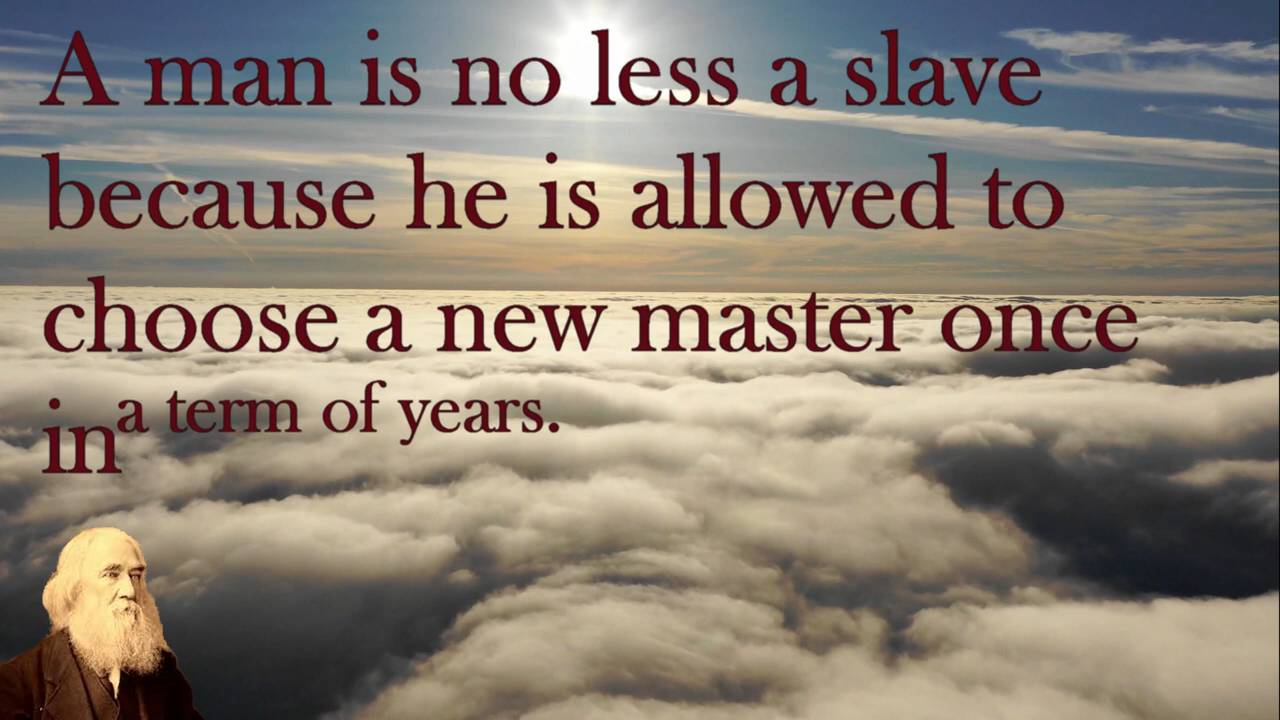 A man is no less a slave
because he is allowed to
choose a new master once
in a term of years.